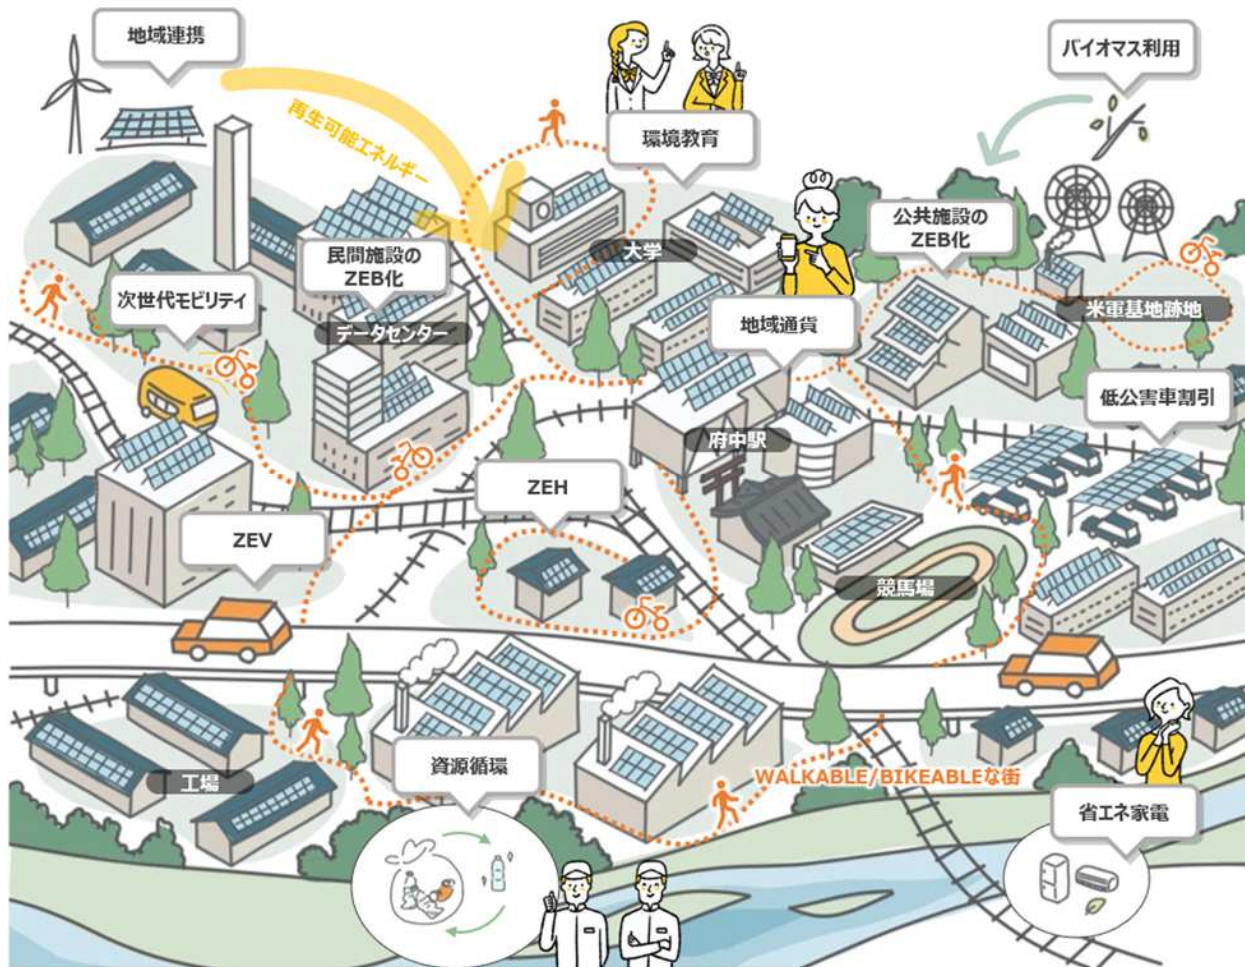 地域連携
バイオマス利用
再生可能エネルギー
環境教育
公共施設の
ZEB化
大学
民間施設の
ZEB化
次世代モビリティ
米軍基地跡地
地域通貨
データセンター
低公害車割引
府中駅
ZEH
ZEV
競馬場
資源循環
工場
WALKABLE/BIKEABLEな街
省エネ家電